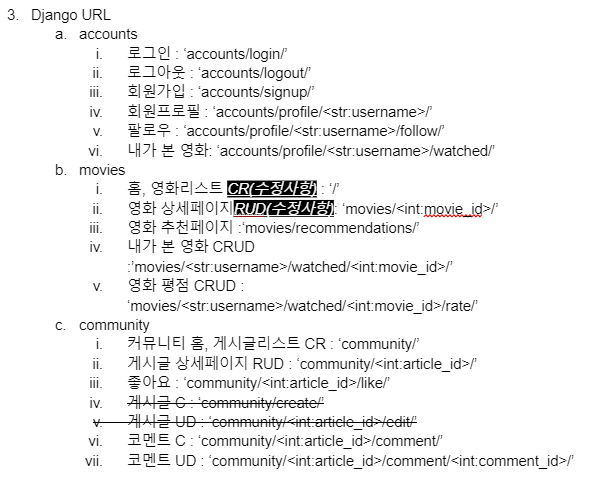 3. Django URL
a. accounts
i. 로그인 : ‘accounts/login/’
ii. 로그아웃 : ‘accounts/logout/’
iii. 회원가입 : ‘accounts/signup/’
iv. 회원프로필 : ‘accounts/profile/<str:username>/’
v. 팔로우 : ‘accounts/profile/<str:username>/follow/’
vi. 내가 본 영화: ‘accounts/profile/<str:username>/watched/’
b. movies
i. 홈, 영화리스트 CR(수정사항) : ‘/’
ii. 영화 상세페이지RUD(수정사항): ‘movies/<int:movie_id>/’
iii. 영화 추천페이지 :’movies/recommendations/’
iv. 내가 본 영화 CRUD
:’movies/<str:username>/watched/<int:movie_id>/’
v. 영화 평점 CRUD :
‘movies/<str:username>/watched/<int:movie_id>/rate/’
c. community
i. 커뮤니티 홈, 게시글리스트 CR : ‘community/’
ii. 게시글 상세페이지 RUD : ‘community/<int:article_id>/’
iii. 좋아요 : ‘community/<int:article_id>/like/’
iv. 게시글 C : ‘community/create/’
v. 게시글 UD : ‘community/<int:article_id>/edit/’
vi. 코멘트 C : ‘community/<int:article_id>/comment/’
vii. 코멘트 UD : ‘community/<int:article_id>/comment/<int:comment_id>/’